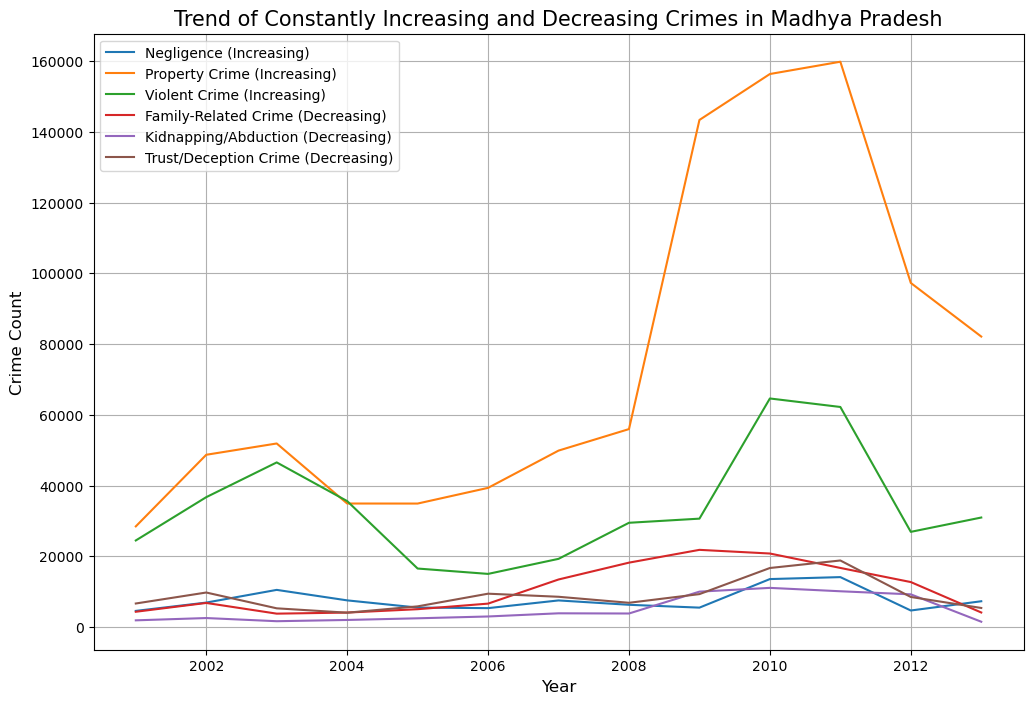 Trend of Constantly Increasing and Decreasing Crimes in Madhya Pradesh
Negligence (Increasing)
Property Crime (Increasing)
Violent Crime (Increasing)
Family-Related Crime (Decreasing)
Kidnapping/Abduction (Decreasing)
Trust/Deception Crime (Decreasing)
Crime Count
160000
140000
120000
100000
80000
60000
40000
20000
0
2002
2004
2006
2008
2010
2012
Year